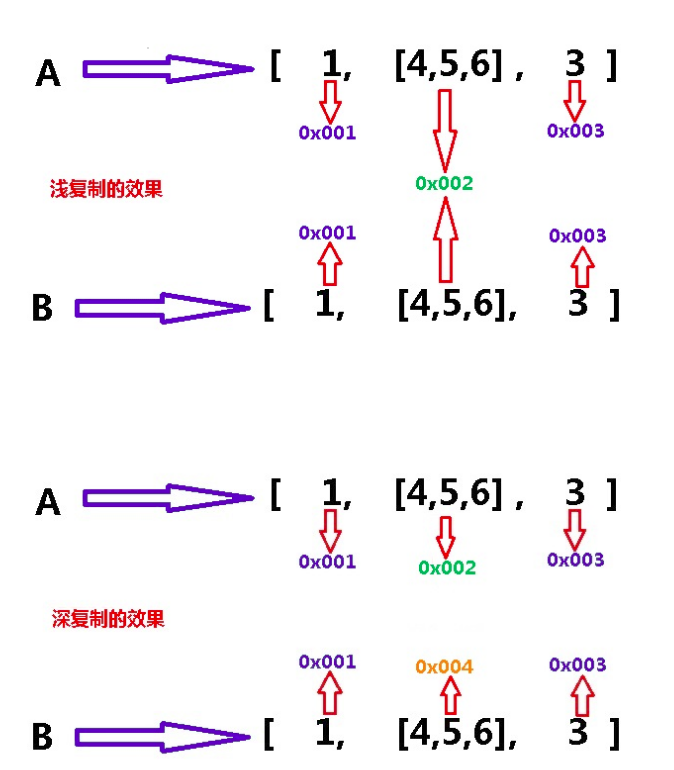 A [ 1, [4,5,6] , 3 ]
0x001 0x003
0x002
浅复制的效果
0x001 0x003
B [ 1, [4,5,6], 3 ]
A [ 1, [4,5,6] , 3 ]
0x001 0x002 0x003
深复制的效果
0x001 0x004 0x003
B [ 1, [4,5,6], 3 ]